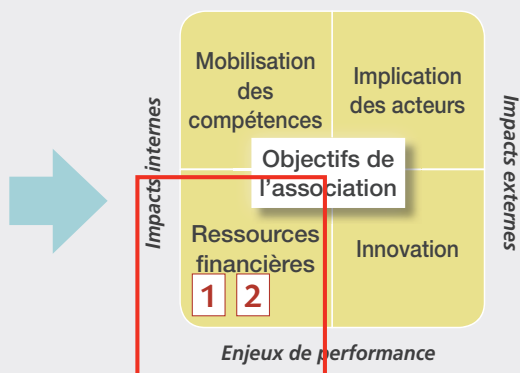 Mobilisation
des
compétences
Implication
des acteurs
Impacts internes
Impacts externes
Objectifs de
l'association
Ressources
financières
1 2
Innovation
Enjeux de performance